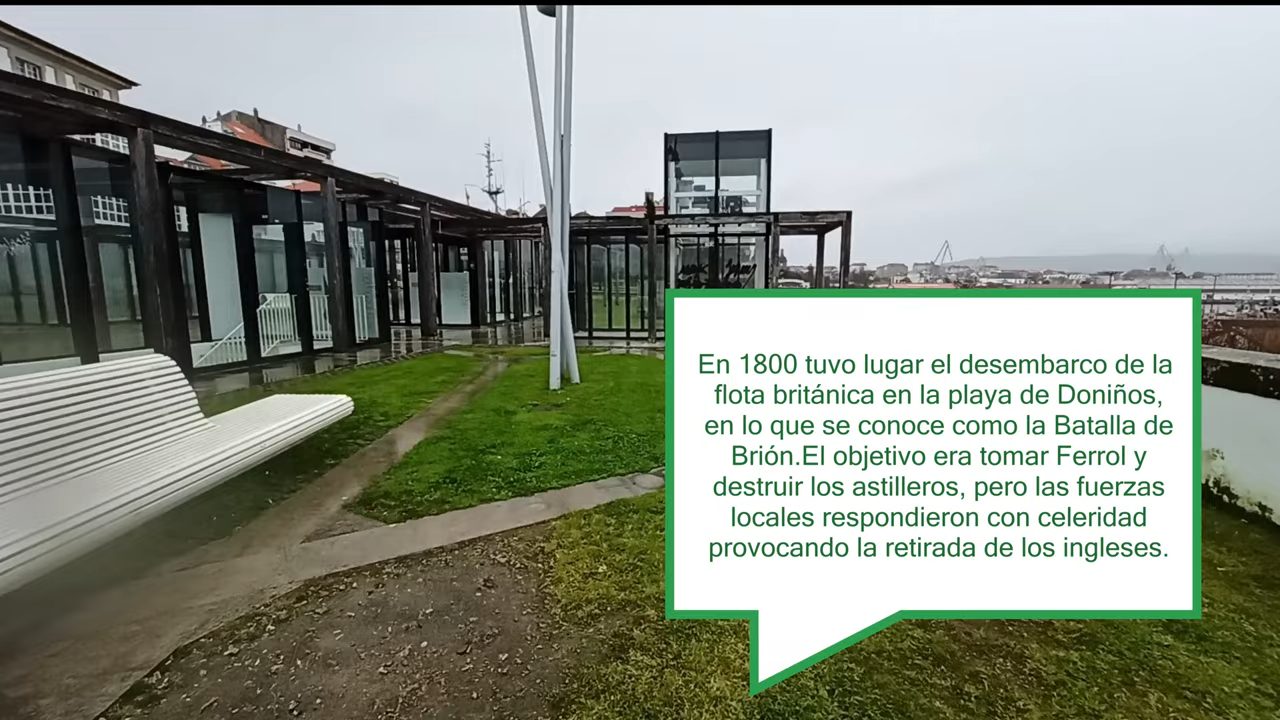 En 1800 tuvo lugar el desembarco de la
flota británica en la playa de Doniños,
en lo que se conoce como la Batalla de
Brión.El objetivo era tomar Ferrol y
destruir los astilleros, pero las fuerzas
locales respondieron con celeridad
provocando la retirada de los ingleses.